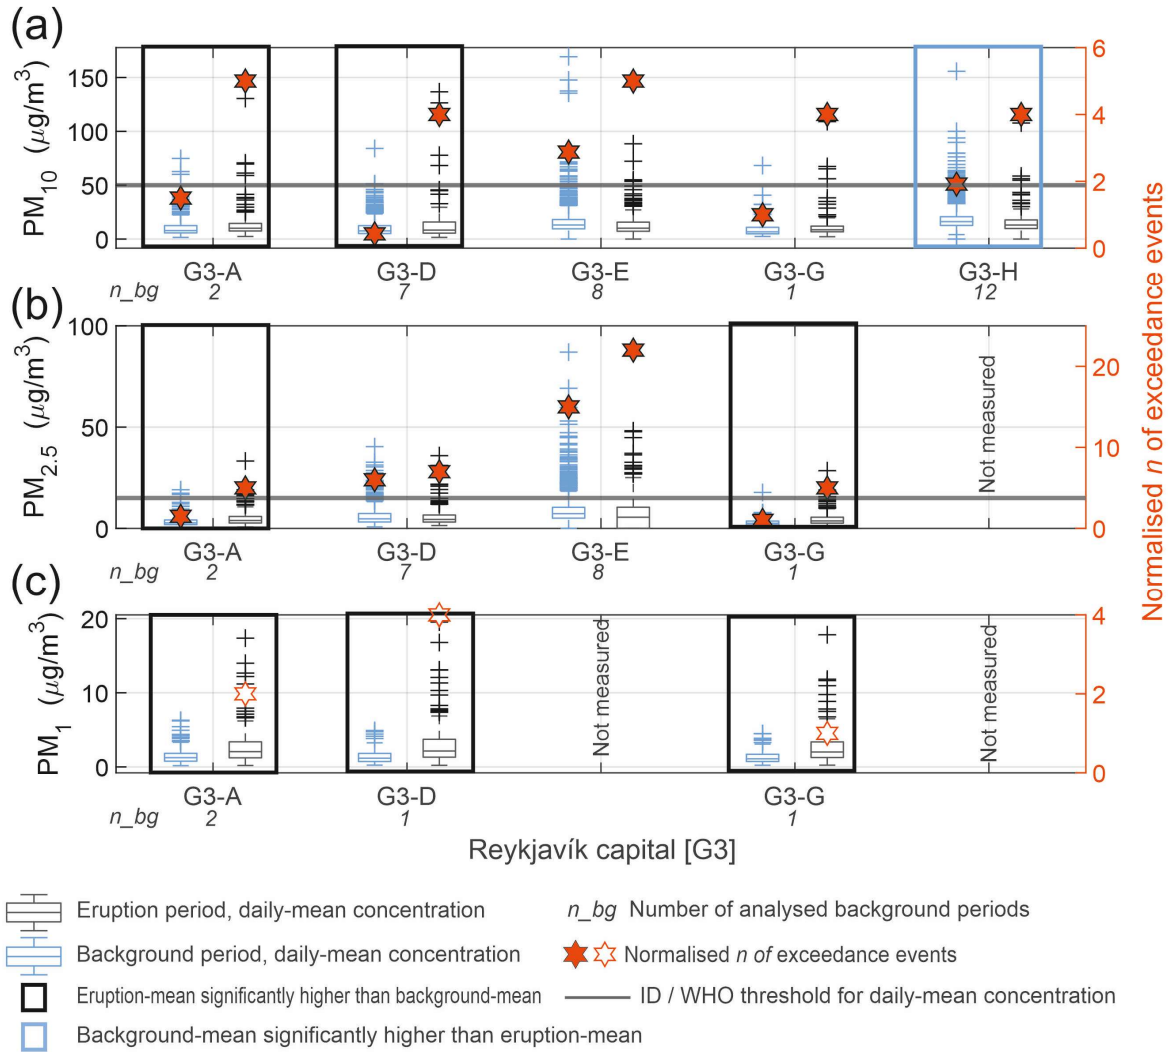 (a)
PM10 (μg/m3)
150
100
50
0
6
4
2
0
G3-A
G3-D
G3-E
G3-G
G3-H
n_bg 2 7 8 1 12
(b)
PM2.5 (μg/m3)
100
50
0
20
10
0
Not measured
G3-A
G3-D
G3-E
G3-G
n_bg 2 7 8 1
(c)
PM1 (μg/m3)
20
10
0
4
2
0
Not measured
Not measured
G3-A
G3-D
G3-G
n_bg 2 1 1
Normalised n of exceedance events
Reykjavík capital [G3]
Eruption period, daily-mean concentration
n_bg Number of analysed background periods
Background period, daily-mean concentration
Normalised n of exceedance events
Eruption-mean significantly higher than background-mean
ID / WHO threshold for daily-mean concentration
Background-mean significantly higher than eruption-mean